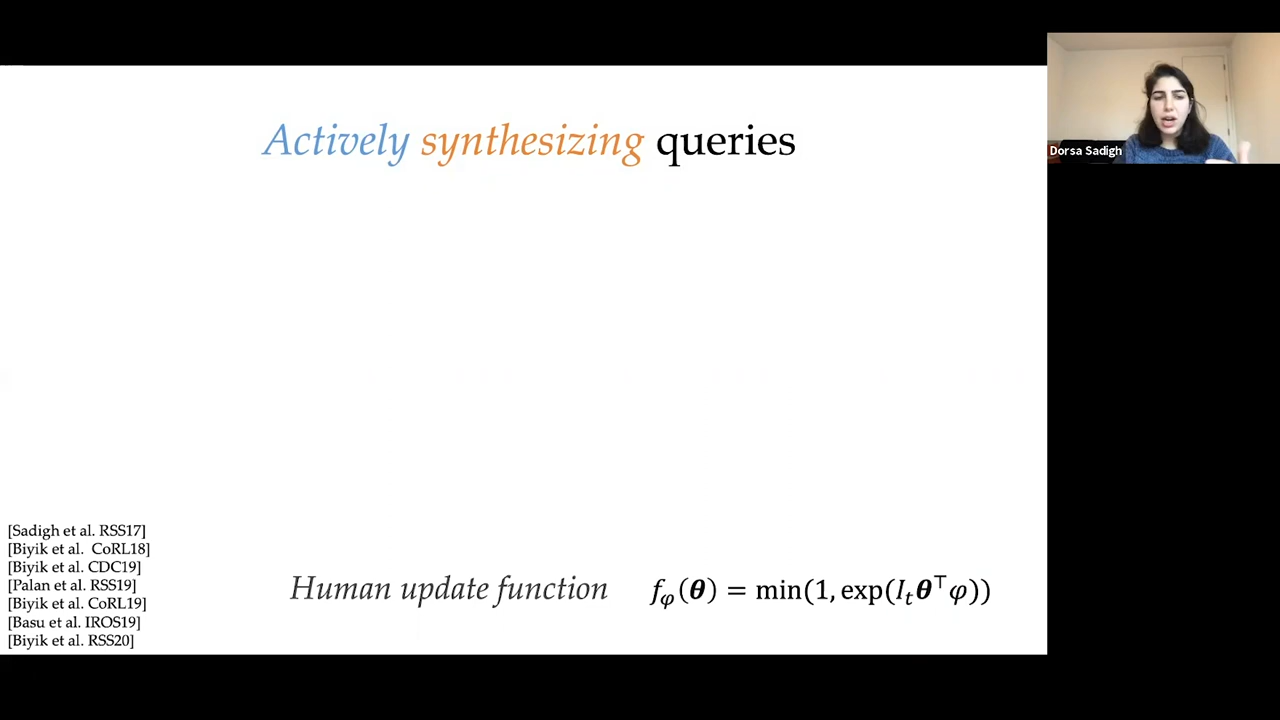 Actively synthesizing queries
Dorsa Sadigh
[Sadigh et al. RSS17]
[Biyik et al.  CoRL18]
[Biyik et al. CDC19]
[Palan et al. RSS19]
[Biyik et al. CoRL19]
[Basu et al. IROS19]
[Biyik et al. RSS20]
Human update function    f_φ(θ) = min(1, exp(I_tθ^⊤φ))